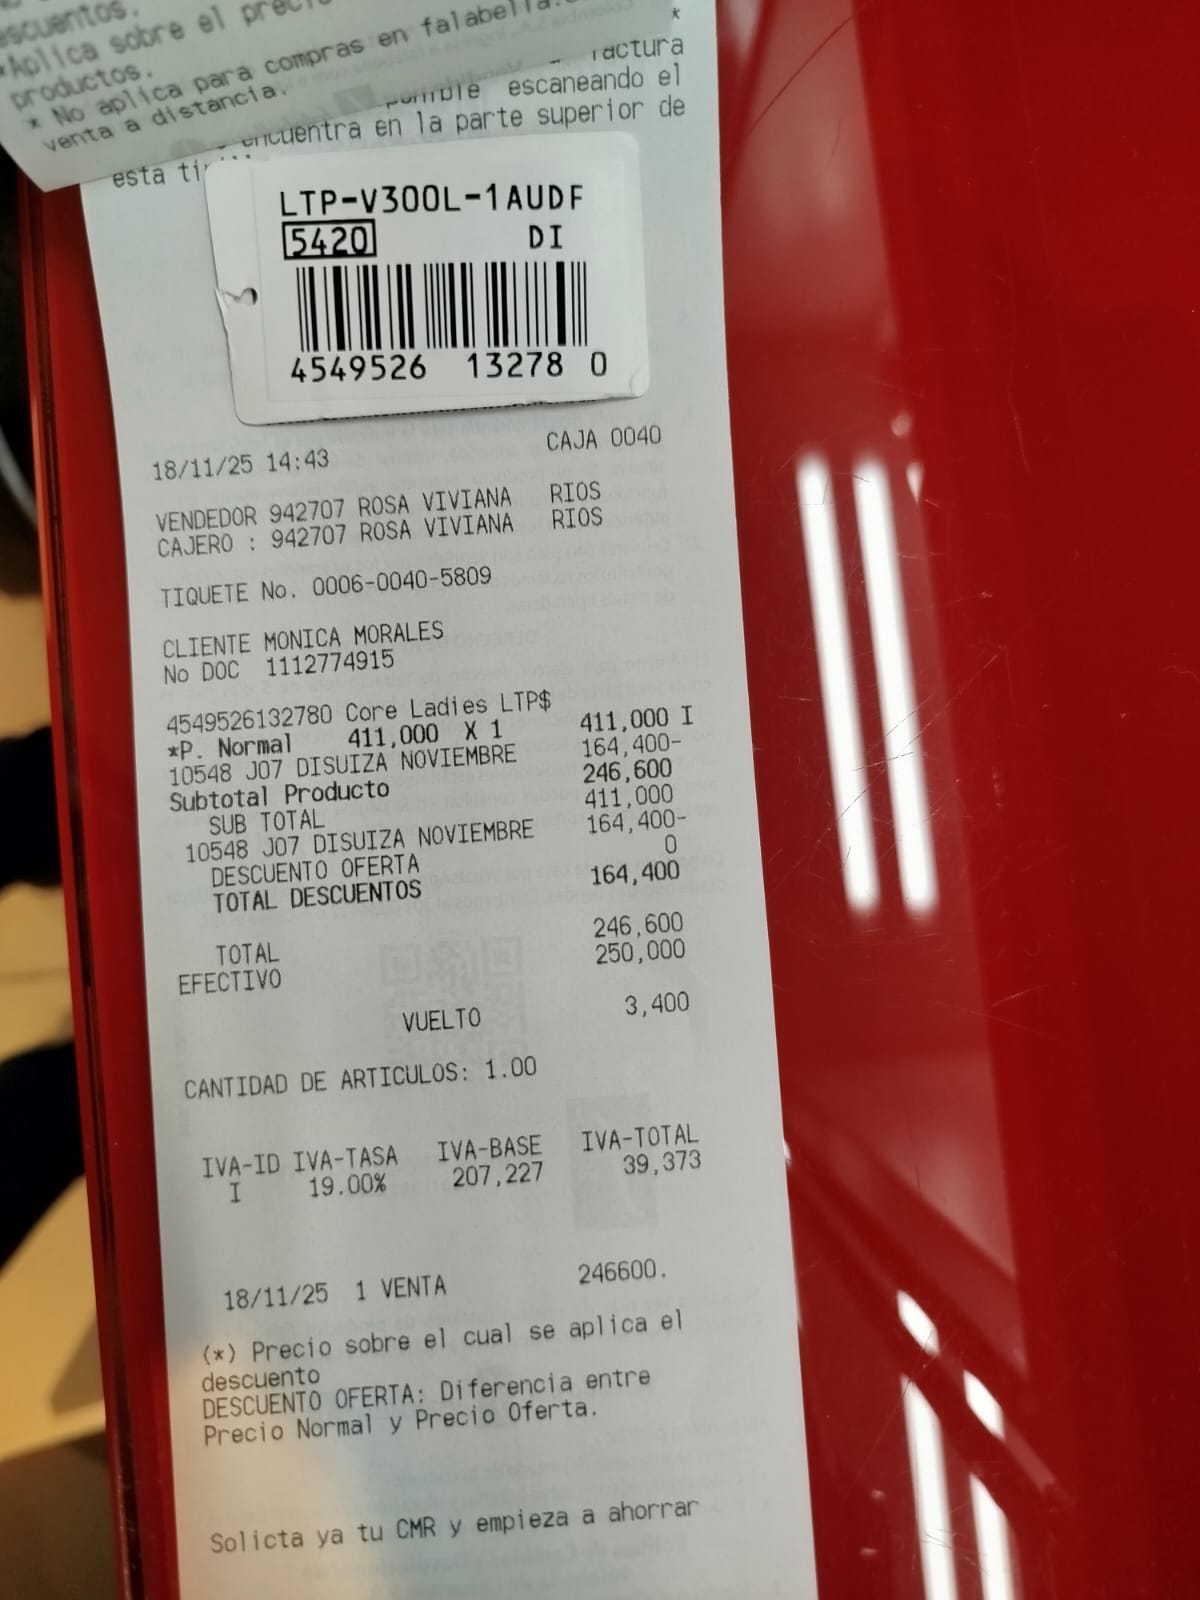 escuentos.
*Aplica sobre el precio
productos.
* No aplica para compras en falabella.
venta a distancia.
*
factura
escaneando el
encuentra en la parte superior de
esta
LTP-V300L-1AUDF
5420 DI
4549526 13278 0
CAJA 0040
18/11/25 14:43
VENDEDOR 942707 ROSA VIVIANA RIOS
CAJERO : 942707 ROSA VIVIANA RIOS
TIQUETE No. 0006-0040-5809
CLIENTE MONICA MORALES
No DOC 1112774915
4549526132780 Core Ladies LTP$
*P. Normal 411,000 X 1 411,000 I
10548 J07 DISUIZA NOVIEMBRE 164,400-
Subtotal Producto 246,600
SUB TOTAL 411,000
10548 J07 DISUIZA NOVIEMBRE 164,400-
DESCUENTO OFERTA 0
TOTAL DESCUENTOS 164,400
TOTAL 246,600
EFECTIVO 250,000
VUELTO 3,400
CANTIDAD DE ARTICULOS: 1.00
IVA-ID IVA-TASA IVA-BASE IVA-TOTAL
I 19.00% 207,227 39,373
18/11/25 1 VENTA 246600.
(*) Precio sobre el cual se aplica el
descuento
DESCUENTO OFERTA: Diferencia entre
Precio Normal y Precio Oferta.
Solicta ya tu CMR y empieza a ahorrar